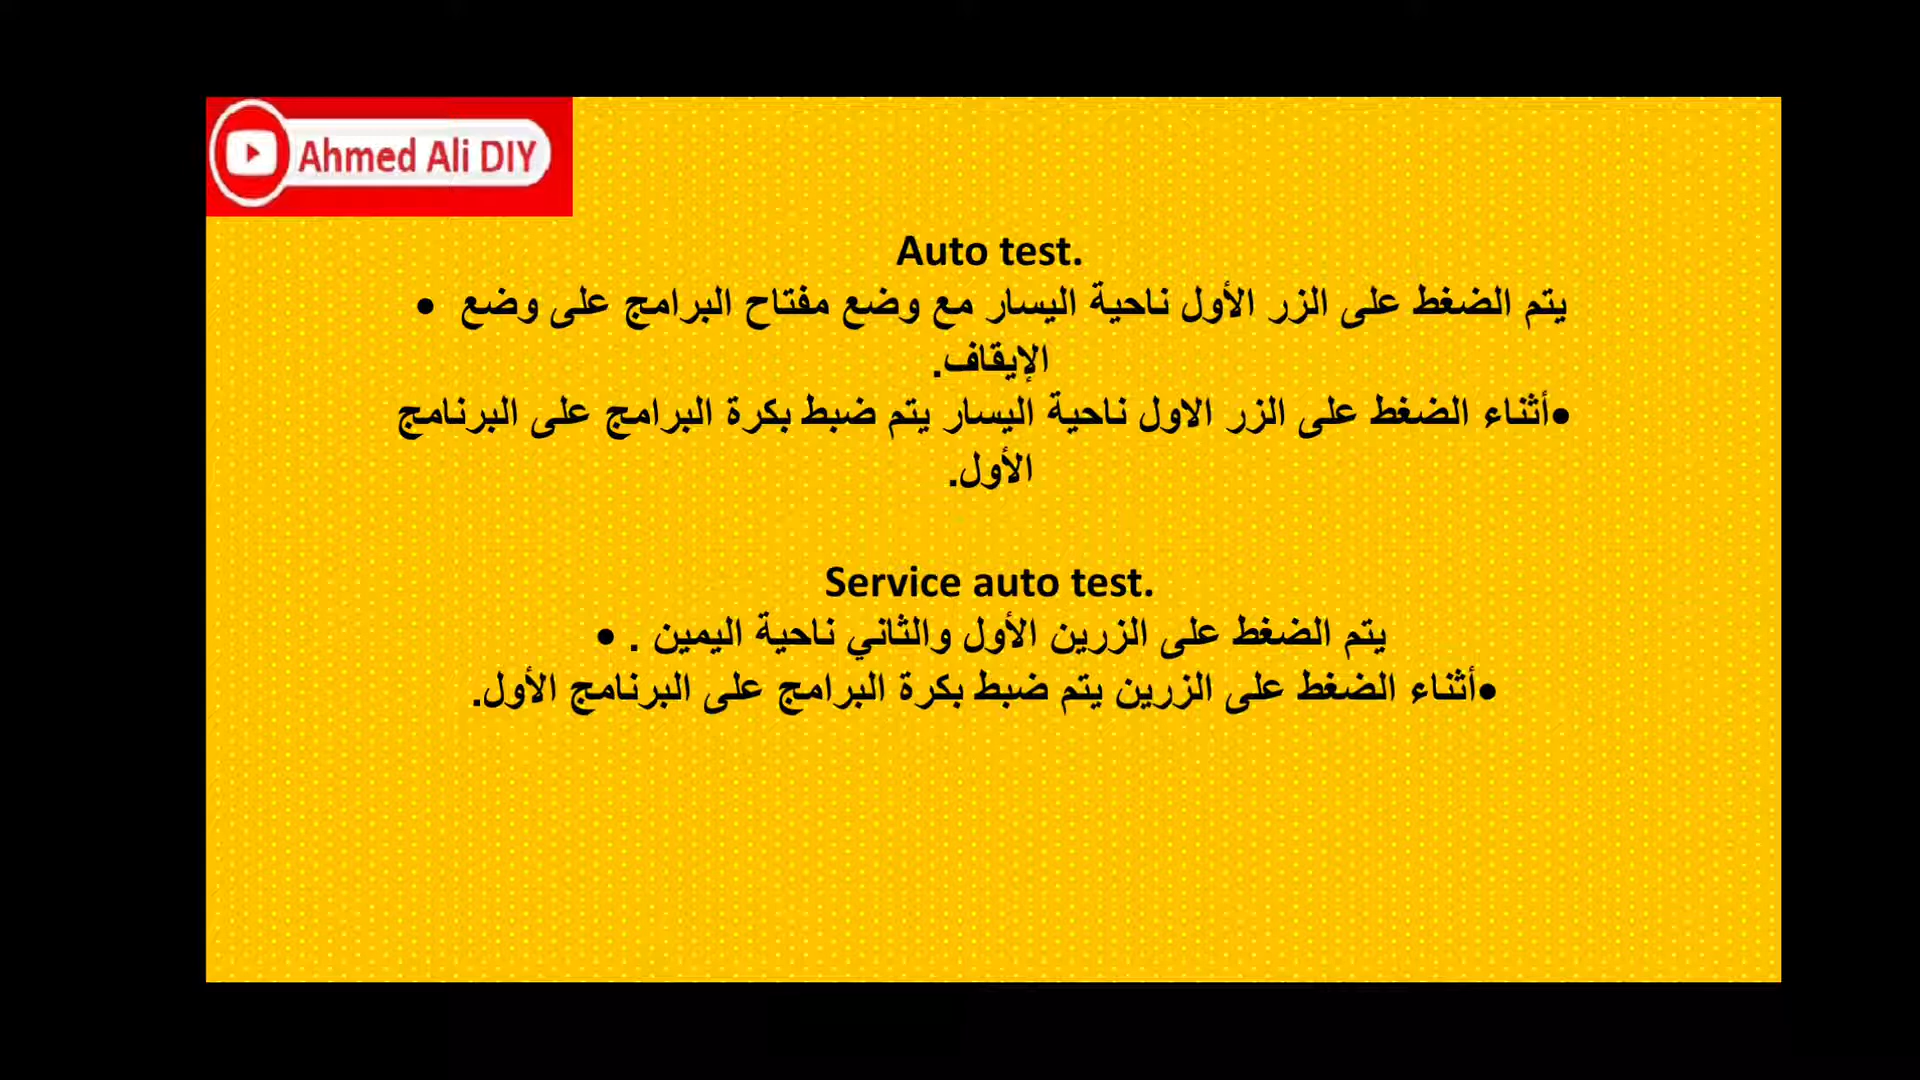 Ahmed Ali DIY
Auto test.
يتم الضغط على الزر الأول ناحية اليسار مع وضع مفتاح البرامج على وضع •
الإيقاف.
•أثناء الضغط على الزر الاول ناحية اليسار يتم ضبط بكرة البرامج على البرنامج
الأول.
Service auto test.
يتم الضغط على الزرين الأول والثاني ناحية اليمين . •
•أثناء الضغط على الزرين يتم ضبط بكرة البرامج على البرنامج الأول.